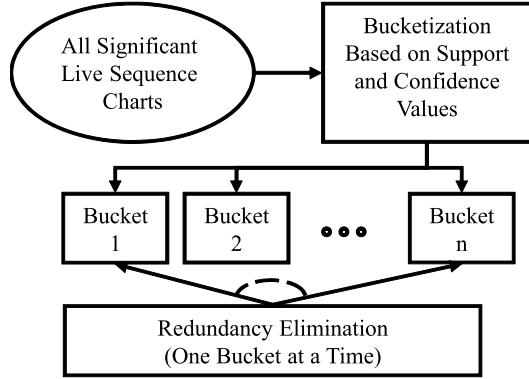 All Significant
Live Sequence
Charts
Bucketization
Based on Support
and Confidence
Values
Bucket
1
Bucket
2
Bucket
n
Redundancy Elimination
(One Bucket at a Time)